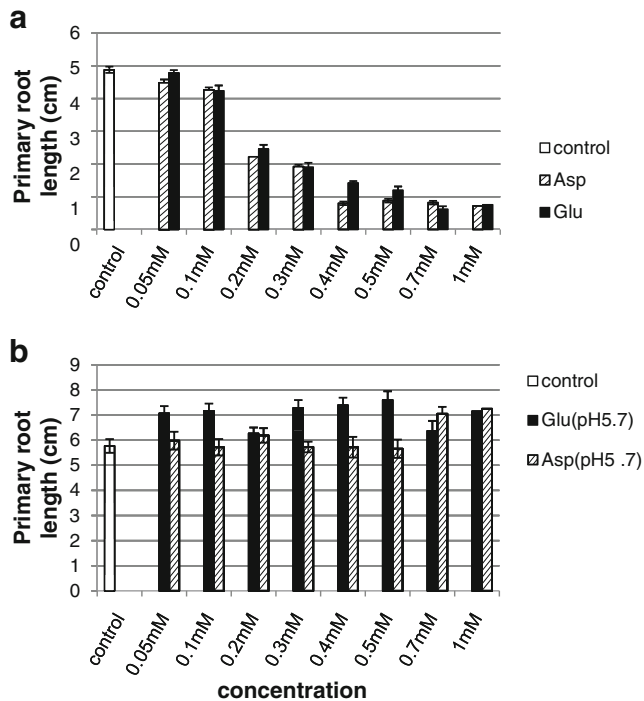 a
Primary root
length (cm)
6
5
4
3
2
1
0
control
0.05mM
0.1mM
0.2mM
0.3mM
0.4mM
0.5mM
0.7mM
1mM
control
Asp
Glu
b
Primary root
length (cm)
9
8
7
6
5
4
3
2
1
0
control
0.05mM
0.1mM
0.2mM
0.3mM
0.4mM
0.5mM
0.7mM
1mM
concentration
control
Glu(pH5.7)
Asp(pH5 .7)